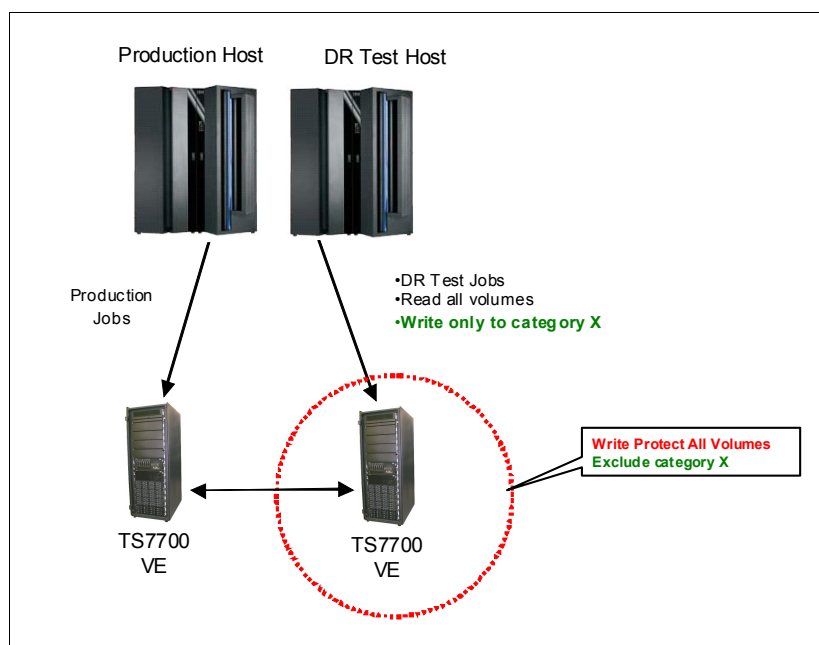 Production Host
DR Test Host
Production
Jobs
•DR Test Jobs
•Read all volumes
•Write only to category X
Write Protect All Volumes
Exclude category X
TS7700
VE
TS7700
VE